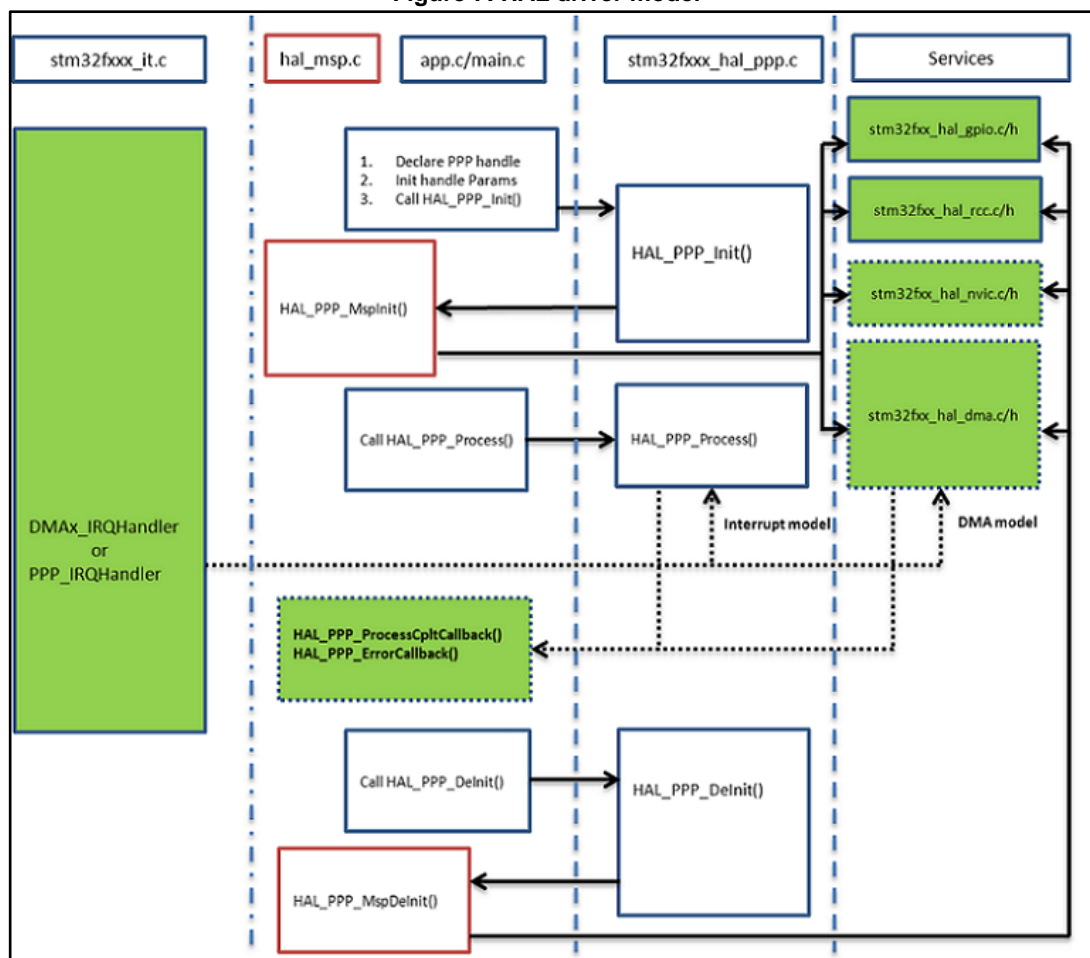 stm32fxxx_it.c
hal_msp.c
app.c/main.c
stm32fxxx_hal_ppp.c
Services
1. Declare PPP handle
2. Init handle Params
3. Call HAL_PPP_Init()
stm32fxx_hal_gpio.c/h
stm32fxx_hal_rcc.c/h
HAL_PPP_Init()
HAL_PPP_MspInit()
stm32fxx_hal_nvic.c/h
stm32fxx_hal_dma.c/h
Call HAL_PPP_Process()
HAL_PPP_Process()
Interrupt model
DMA model
DMAx_IRQHandler
or
PPP_IRQHandler
HAL_PPP_ProcessCpltCallback()
HAL_PPP_ErrorCallback()
Call HAL_PPP_DeInit()
HAL_PPP_DeInit()
HAL_PPP_MspDeInit()